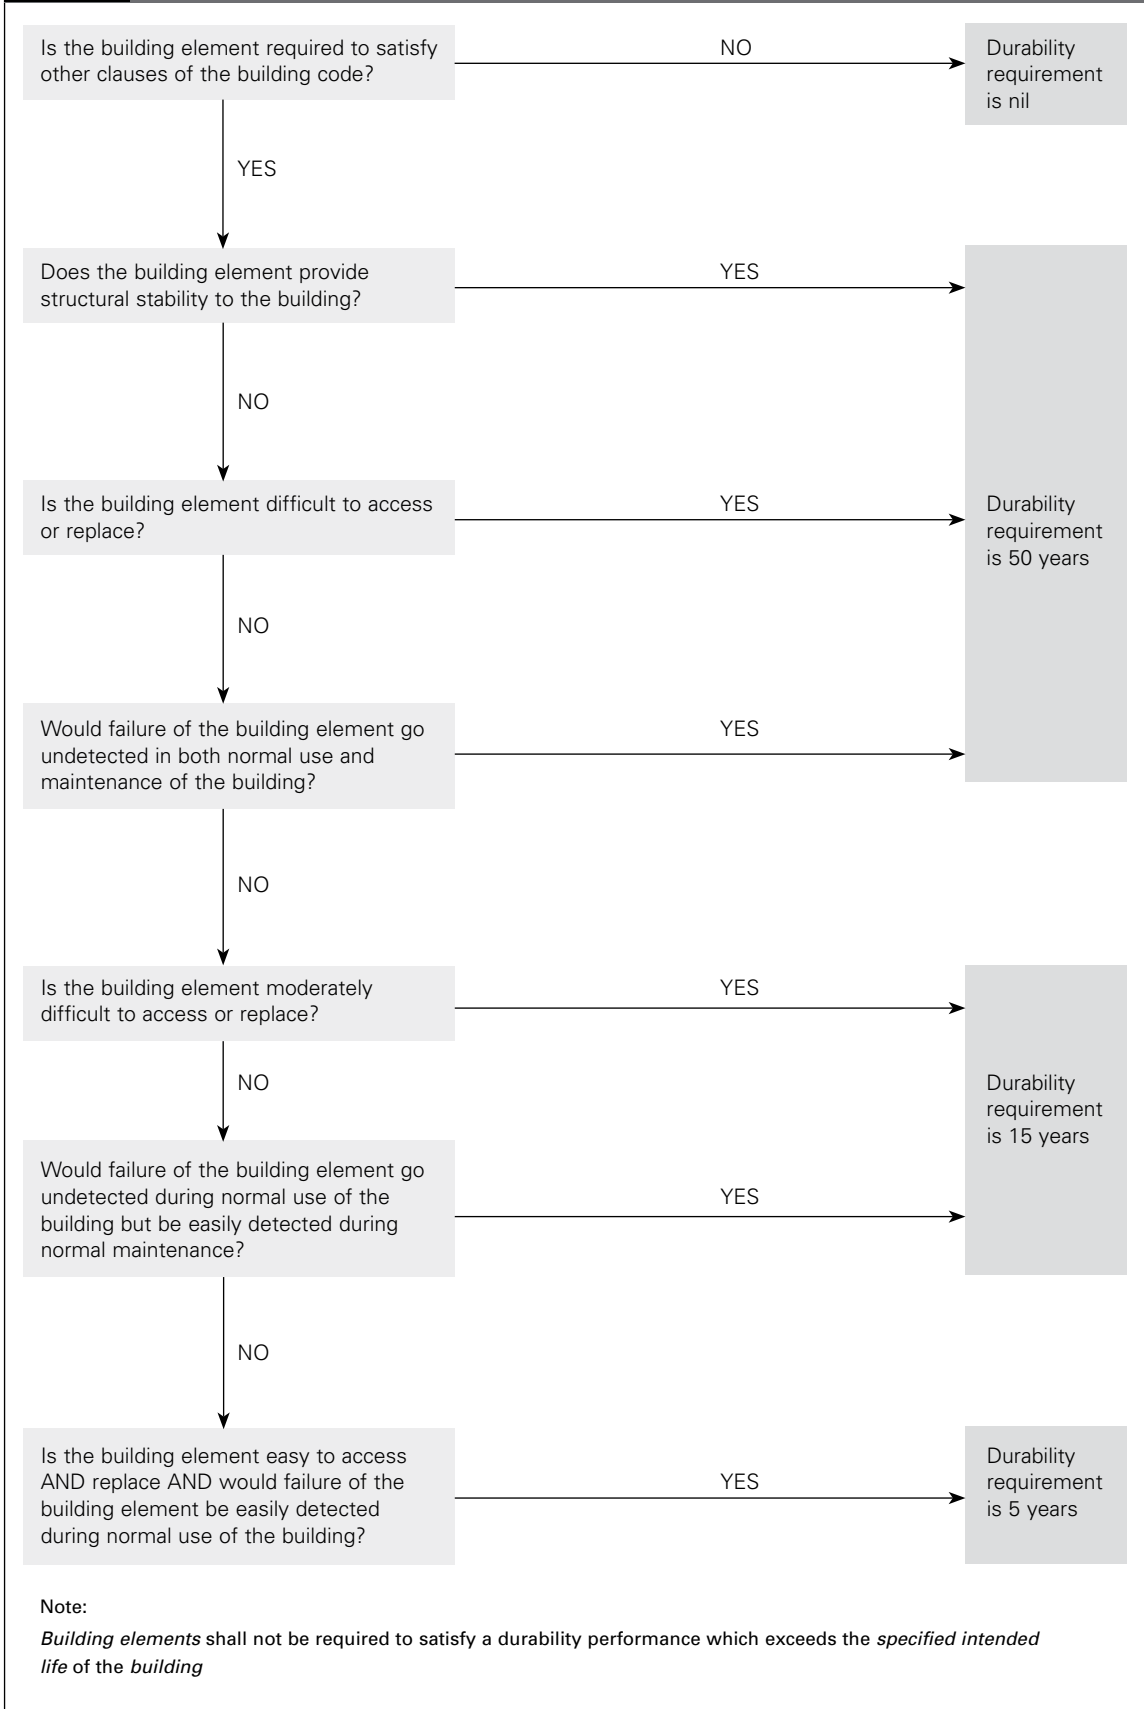 Is the building element required to satisfy
other clauses of the building code?
NO
Durability
requirement
is nil
YES
Does the building element provide
structural stability to the building?
YES
NO
Is the building element difficult to access
or replace?
YES
Durability
requirement
is 50 years
NO
Would failure of the building element go
undetected in both normal use and
maintenance of the building?
YES
NO
Is the building element moderately
difficult to access or replace?
YES
NO
Durability
requirement
is 15 years
Would failure of the building element go
undetected during normal use of the
building but be easily detected during
normal maintenance?
YES
NO
Is the building element easy to access
AND replace AND would failure of the
building element be easily detected
during normal use of the building?
YES
Durability
requirement
is 5 years
Note:
Building elements shall not be required to satisfy a durability performance which exceeds the specified intended
life of the building